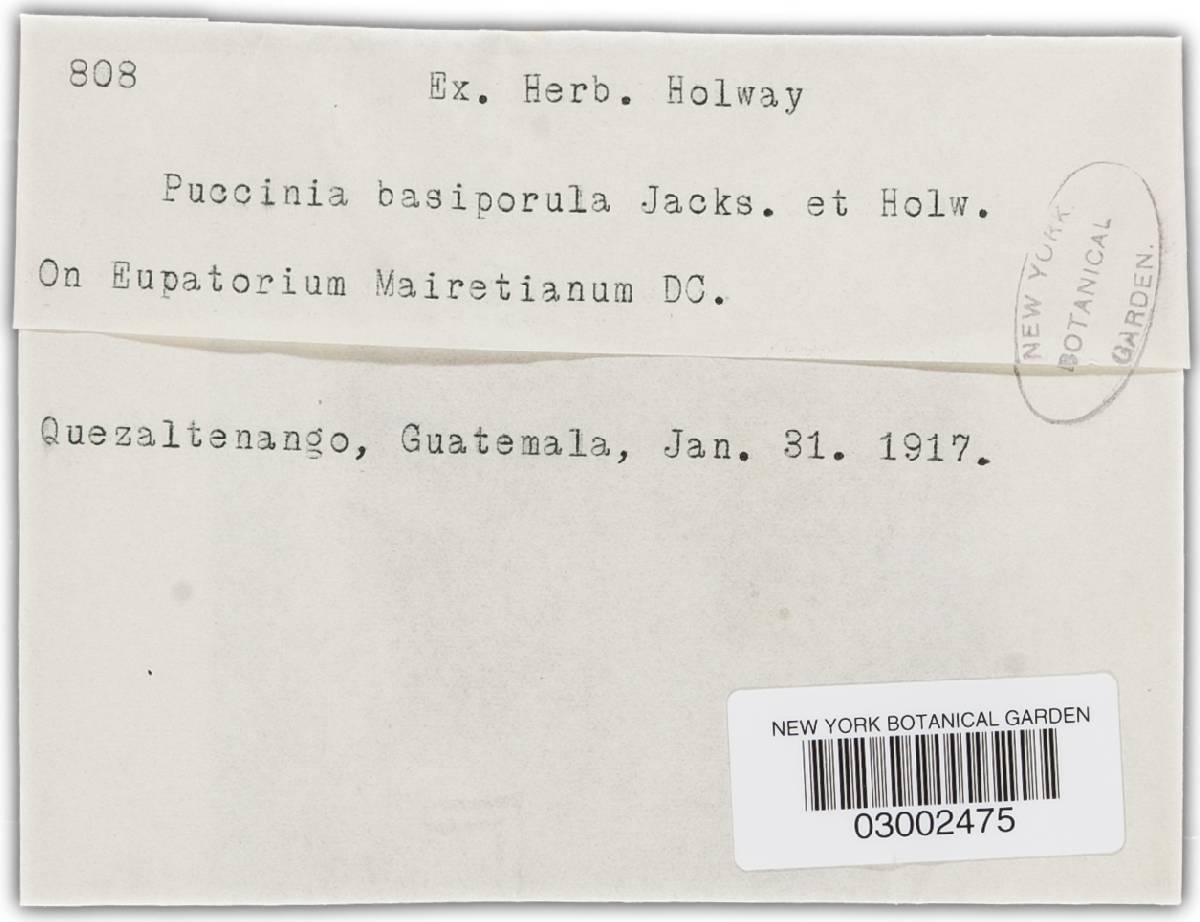 808
Ex. Herb. Holway
Puccinia basiporula Jacks. et Holw.
On Eupatorium Mairetianum DC.
NEW YORK
BOTANICAL
GARDEN.
Quezaltenango, Guatemala, Jan. 31. 1917.
NEW YORK BOTANICAL GARDEN
03002475